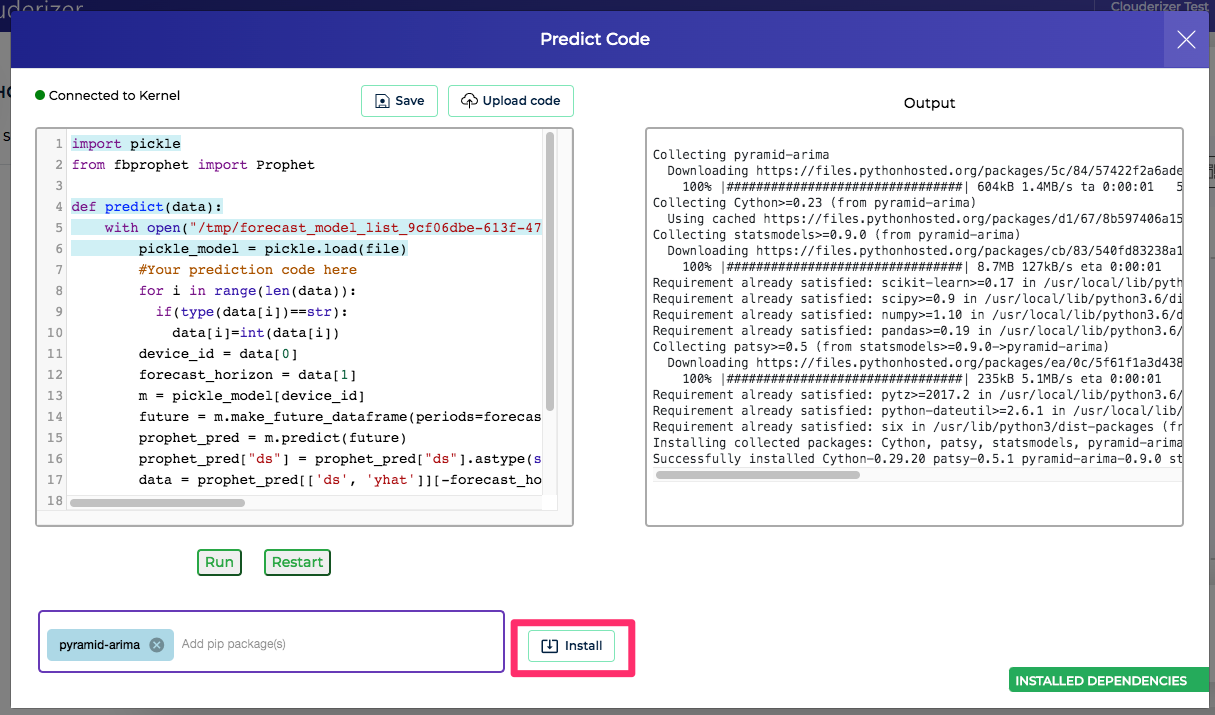 Clouderizer Test
Predict Code
Connected to Kernel
Save
Upload code
Output
1 import pickle
2 from fbprophet import Prophet
3
4 def predict(data):
5 with open("/tmp/forecast_model_list_9cf06dbe-613f-47
6 pickle_model = pickle.load(file)
7 #Your prediction code here
8 for i in range(len(data)):
9 if(type(data[i])==str):
10 data[i]=int(data[i])
11 device_id = data[0]
12 forecast_horizon = data[1]
13 m = pickle_model[device_id]
14 future = m.make_future_dataframe(periods=forecas
15 prophet_pred = m.predict(future)
16 prophet_pred["ds"] = prophet_pred["ds"].astype(s
17 data = prophet_pred[['ds', 'yhat']][-forecast_ho
18
Collecting pyramid-arima
Downloading https://files.pythonhosted.org/packages/5c/84/57422f2a6ade
100% |################################| 604kB 1.4MB/s ta 0:00:01 5
Collecting Cython>=0.23 (from pyramid-arima)
Using cached https://files.pythonhosted.org/packages/d1/67/8b597406a15
Collecting statsmodels>=0.9.0 (from pyramid-arima)
Downloading https://files.pythonhosted.org/packages/cb/83/540fd83238a1
100% |################################| 8.7MB 127kB/s eta 0:00:01
Requirement already satisfied: scikit-learn>=0.17 in /usr/local/lib/pyth
Requirement already satisfied: scipy>=0.9 in /usr/local/lib/python3.6/di
Requirement already satisfied: numpy>=1.10 in /usr/local/lib/python3.6/d
Requirement already satisfied: pandas>=0.19 in /usr/local/lib/python3.6/
Collecting patsy>=0.5 (from statsmodels>=0.9.0->pyramid-arima)
Downloading https://files.pythonhosted.org/packages/ea/0c/5f61f1a3d438
100% |################################| 235kB 5.1MB/s eta 0:00:01
Requirement already satisfied: pytz>=2017.2 in /usr/local/lib/python3.6/
Requirement already satisfied: python-dateutil>=2.6.1 in /usr/local/lib/
Requirement already satisfied: six in /usr/lib/python3/dist-packages (fr
Installing collected packages: Cython, patsy, statsmodels, pyramid-arima
Successfully installed Cython-0.29.20 patsy-0.5.1 pyramid-arima-0.9.0 st
Run
Restart
pyramid-arima
Add pip package(s)
Install
INSTALLED DEPENDENCIES